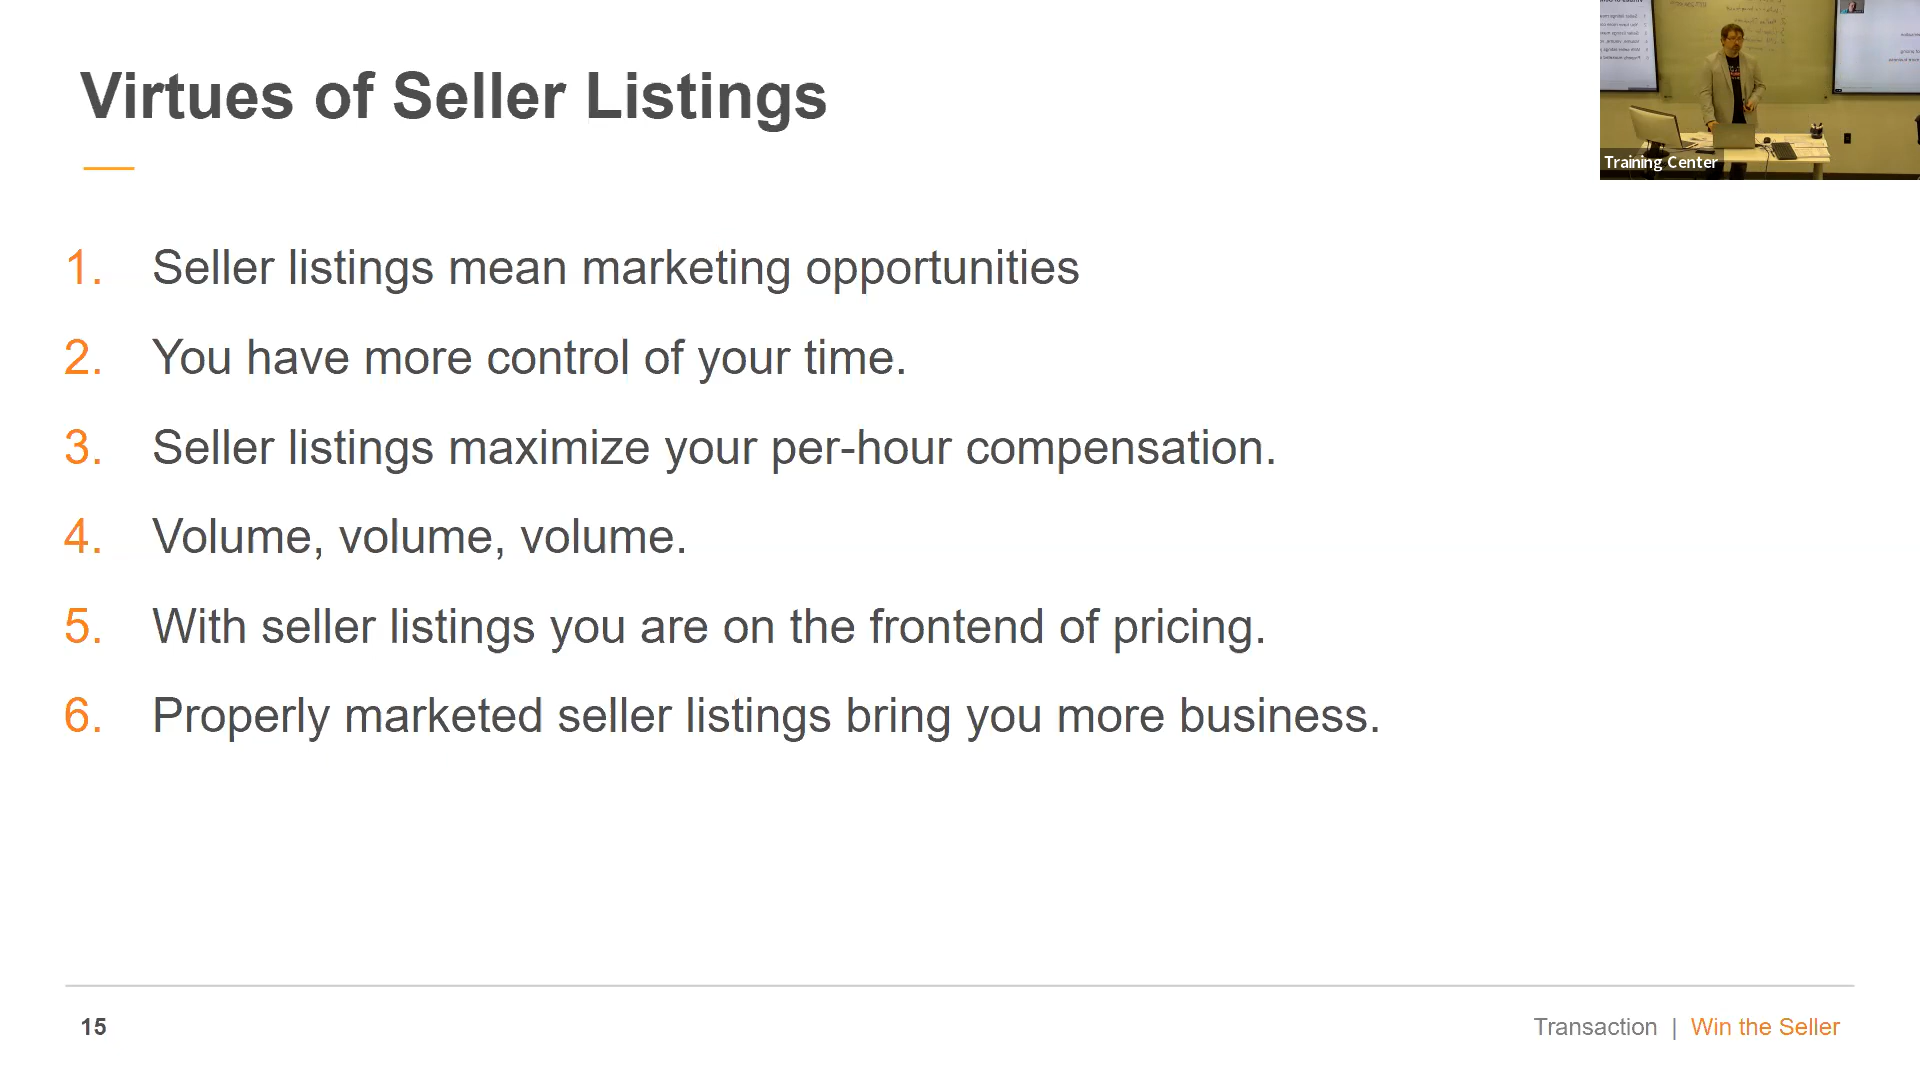 Virtues of Seller Listings
1. Seller listings mean marketing opportunities
2. You have more control of your time.
3. Seller listings maximize your per-hour compensation.
4. Volume, volume, volume.
5. With seller listings you are on the frontend of pricing.
6. Properly marketed seller listings bring you more business.
Training Center
15
Transaction | Win the Seller